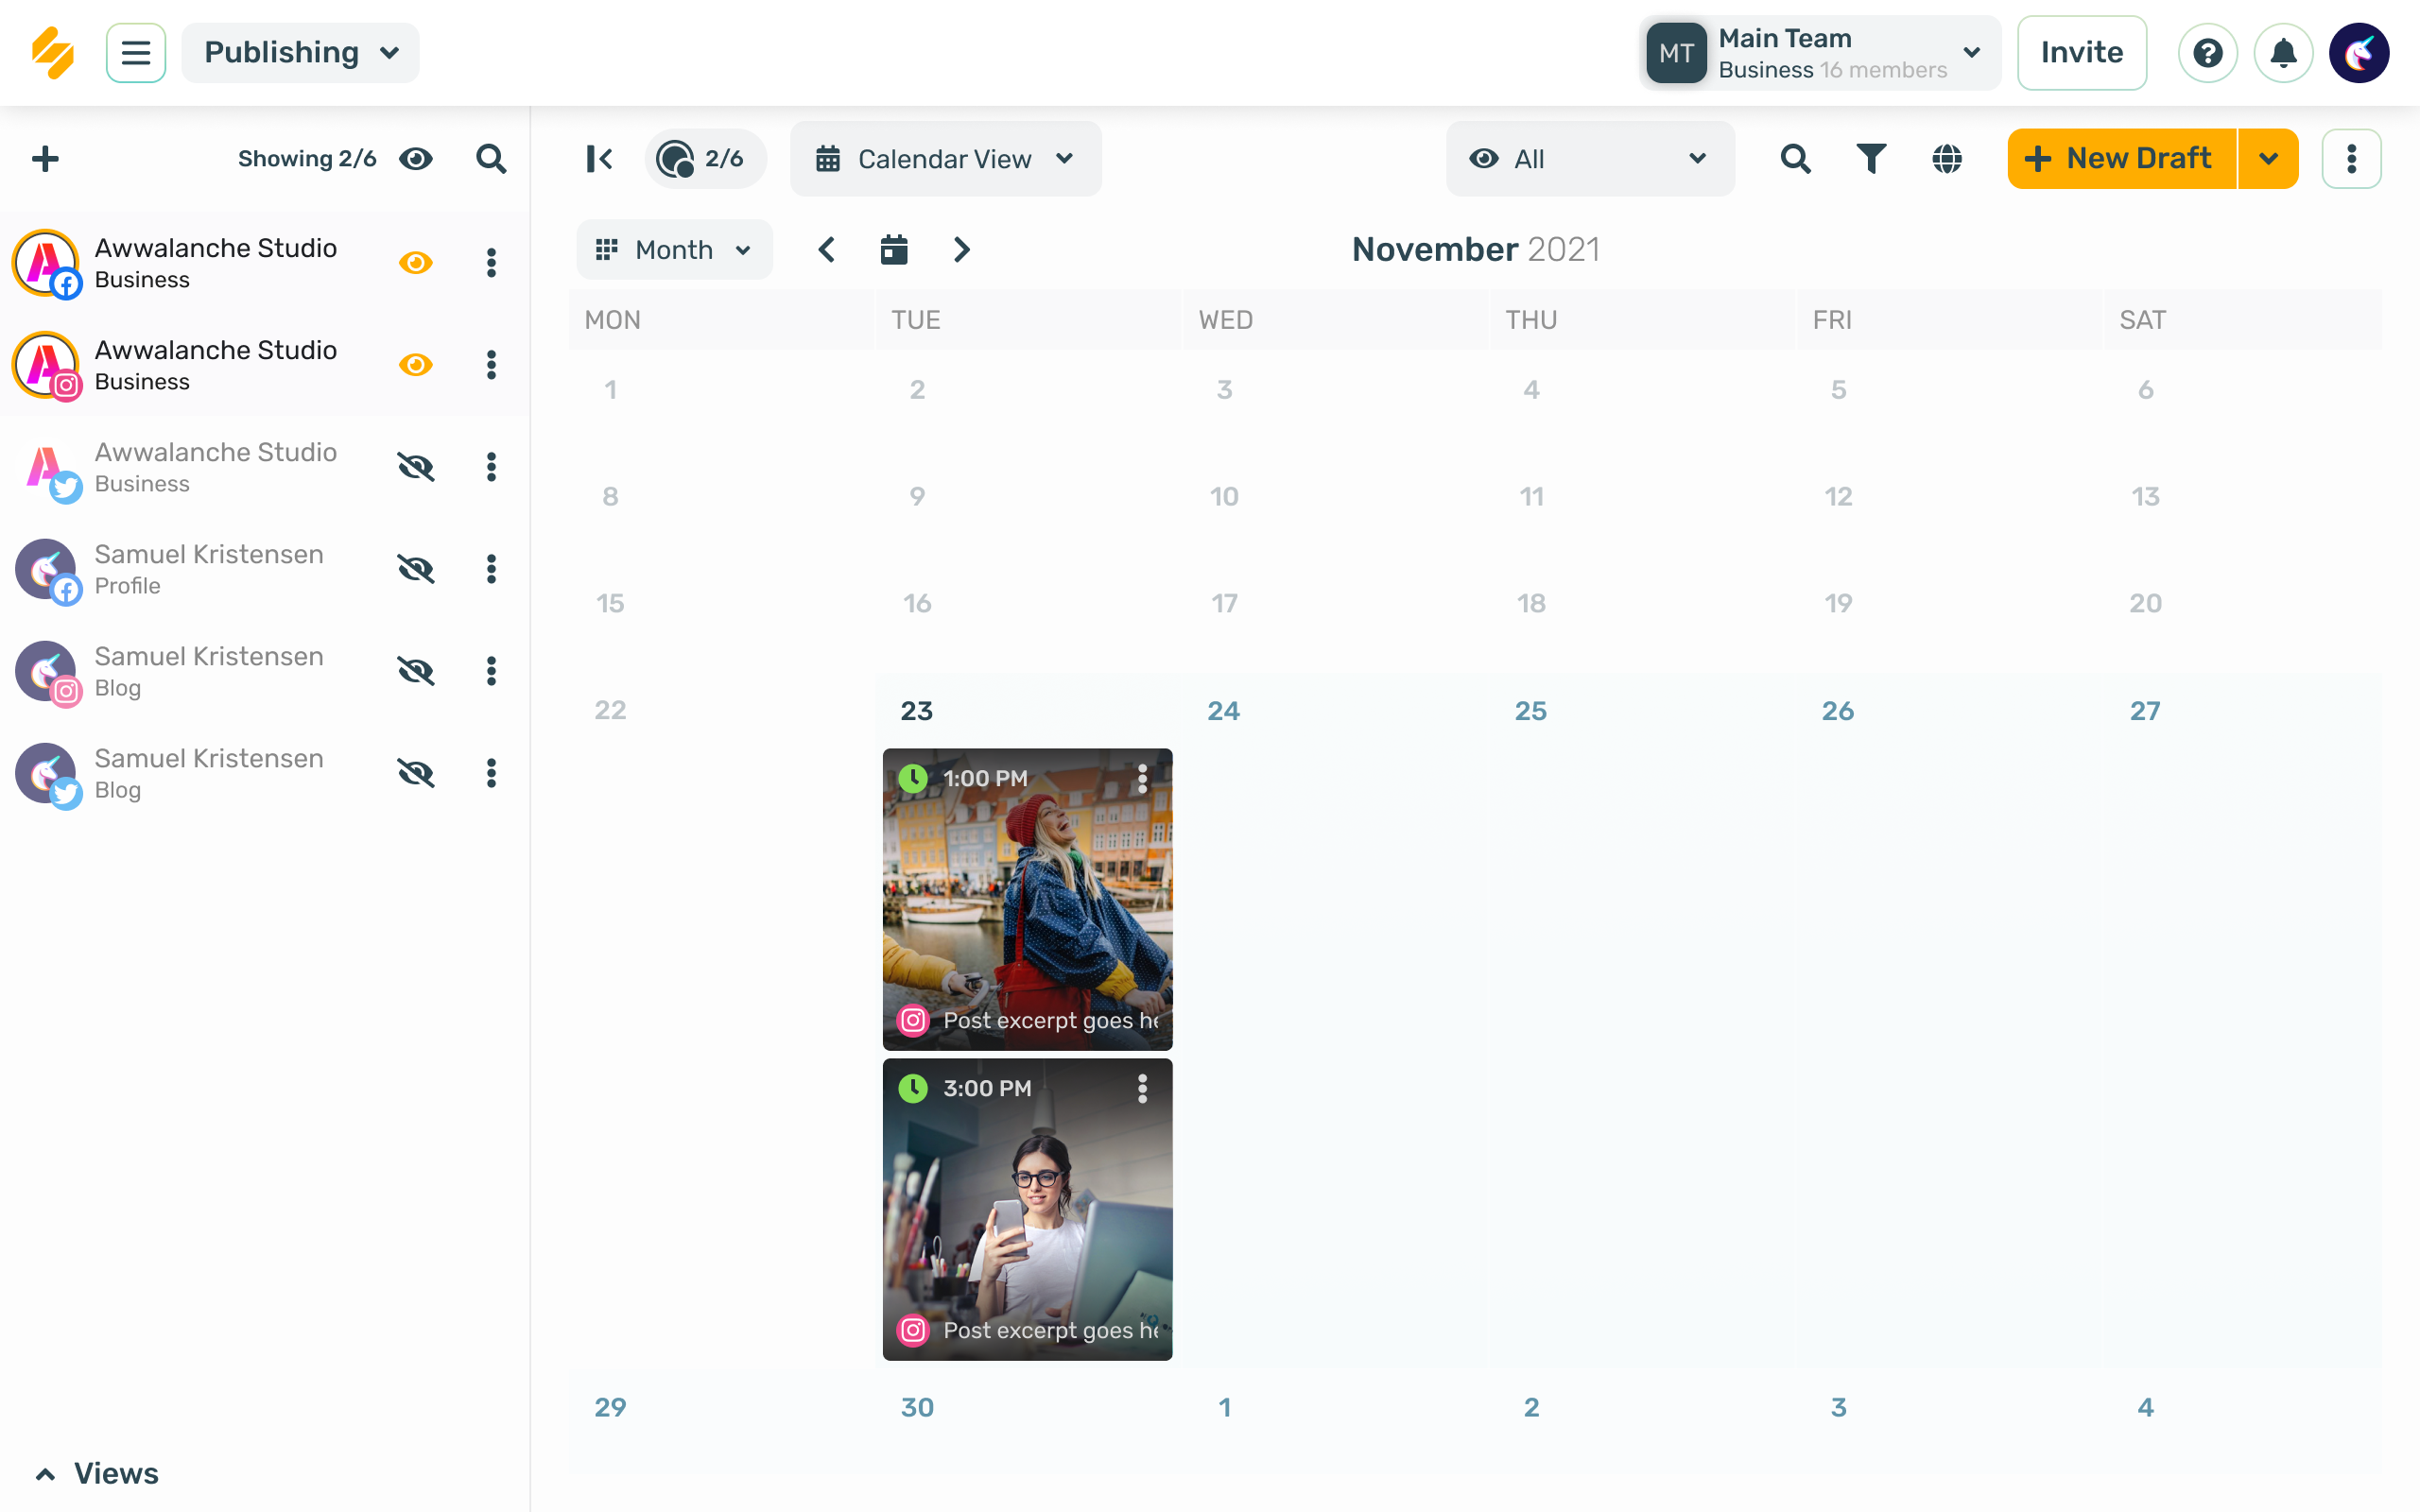 Publishing
MT
Main Team
Business 16 members
Invite
Showing 2/6
2/6
Calendar View
All
New Draft
Awwalanche Studio
Business
Awwalanche Studio
Business
Awwalanche Studio
Business
Samuel Kristensen
Profile
Samuel Kristensen
Blog
Samuel Kristensen
Blog
Views
Month
November 2021
MON TUE WED THU FRI SAT
1 2 3 4 5 6
8 9 10 11 12 13
15 16 17 18 19 20
22 23 24 25 26 27
1:00 PM
Post excerpt goes he
3:00 PM
Post excerpt goes he
29 30 1 2 3 4